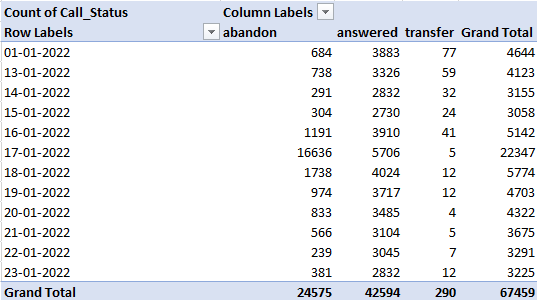 Count of Call_Status Column Labels
Row Labels abandon answered transfer Grand Total
01-01-2022 684 3883 77 4644
13-01-2022 738 3326 59 4123
14-01-2022 291 2832 32 3155
15-01-2022 304 2730 24 3058
16-01-2022 1191 3910 41 5142
17-01-2022 16636 5706 5 22347
18-01-2022 1738 4024 12 5774
19-01-2022 974 3717 12 4703
20-01-2022 833 3485 4 4322
21-01-2022 566 3104 5 3675
22-01-2022 239 3045 7 3291
23-01-2022 381 2832 12 3225
Grand Total 24575 42594 290 67459